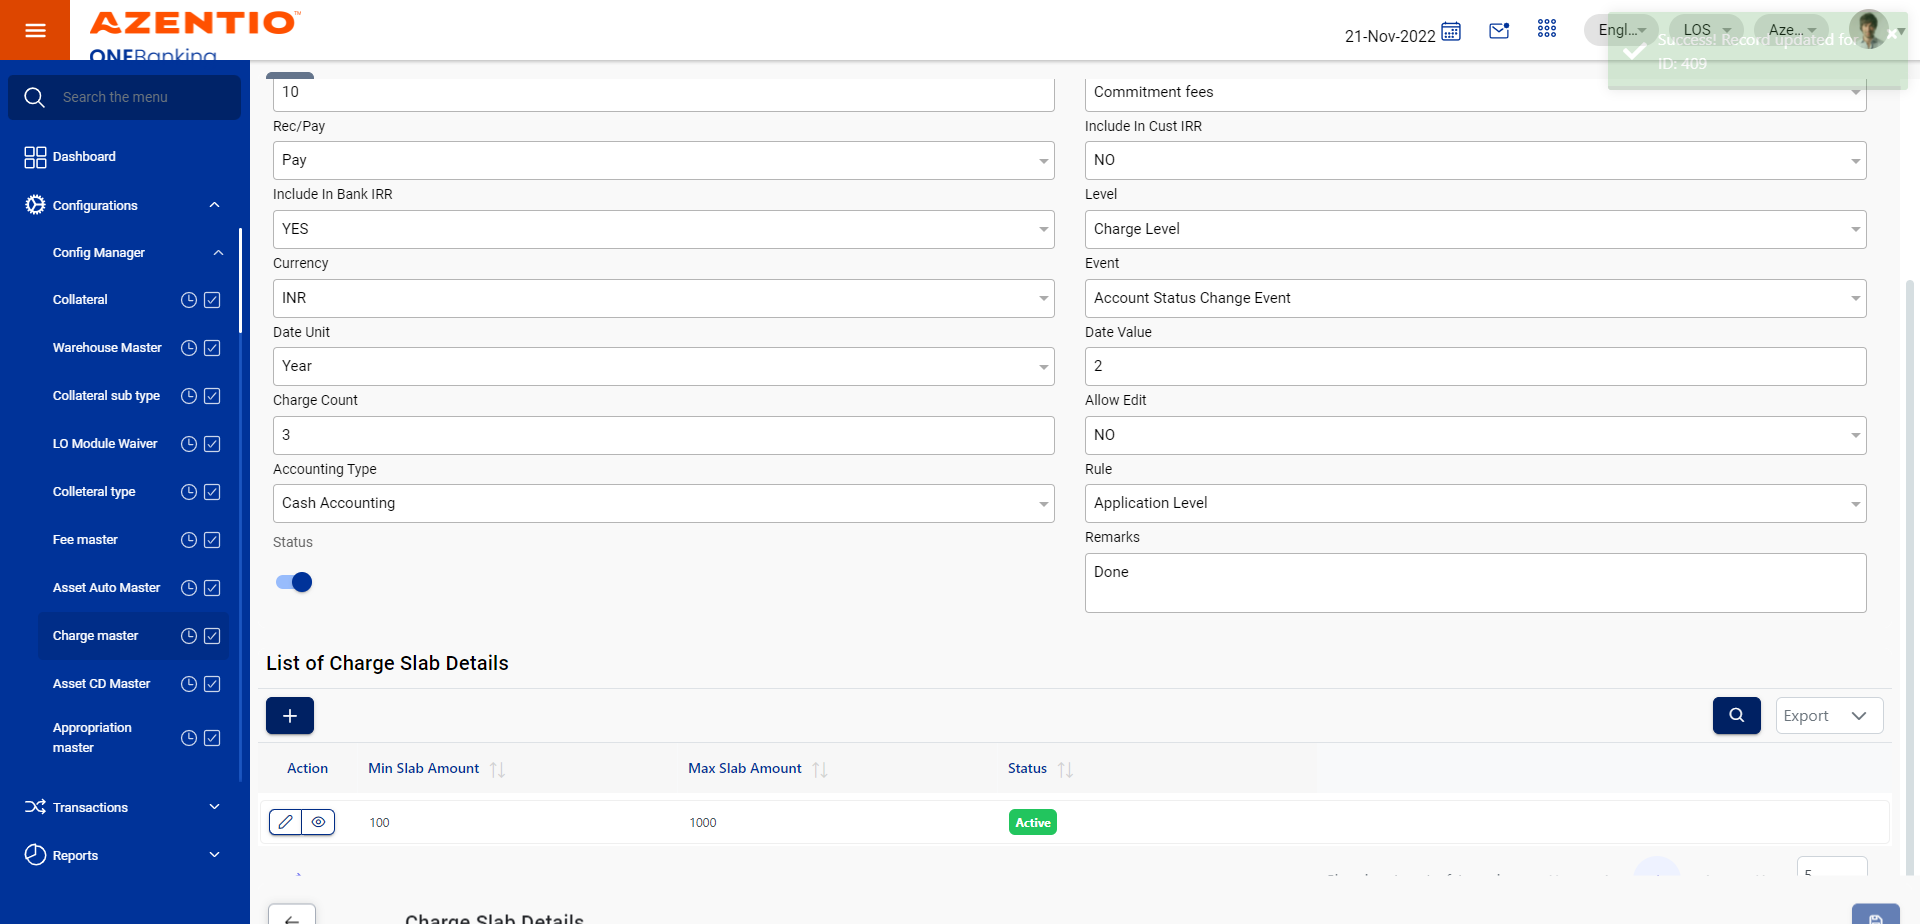 AZENTIO™
ONEBanking
21-Nov-2022
Engl...
LOS
Aze...
Success! Record updated for
ID: 409
Search the menu
Dashboard
Configurations
Config Manager
Collateral
Warehouse Master
Collateral sub type
LO Module Waiver
Colleteral type
Fee master
Asset Auto Master
Charge master
Asset CD Master
Appropriation
master
Transactions
Reports
10
Commitment fees
Rec/Pay
Include In Cust IRR
Pay
NO
Include In Bank IRR
Level
YES
Charge Level
Currency
Event
INR
Account Status Change Event
Date Unit
Date Value
Year
2
Charge Count
Allow Edit
3
NO
Accounting Type
Rule
Cash Accounting
Application Level
Status
Remarks
Done
List of Charge Slab Details
Export
Action
Min Slab Amount
Max Slab Amount
Status
100
1000
Active
5
Charge Slab Details